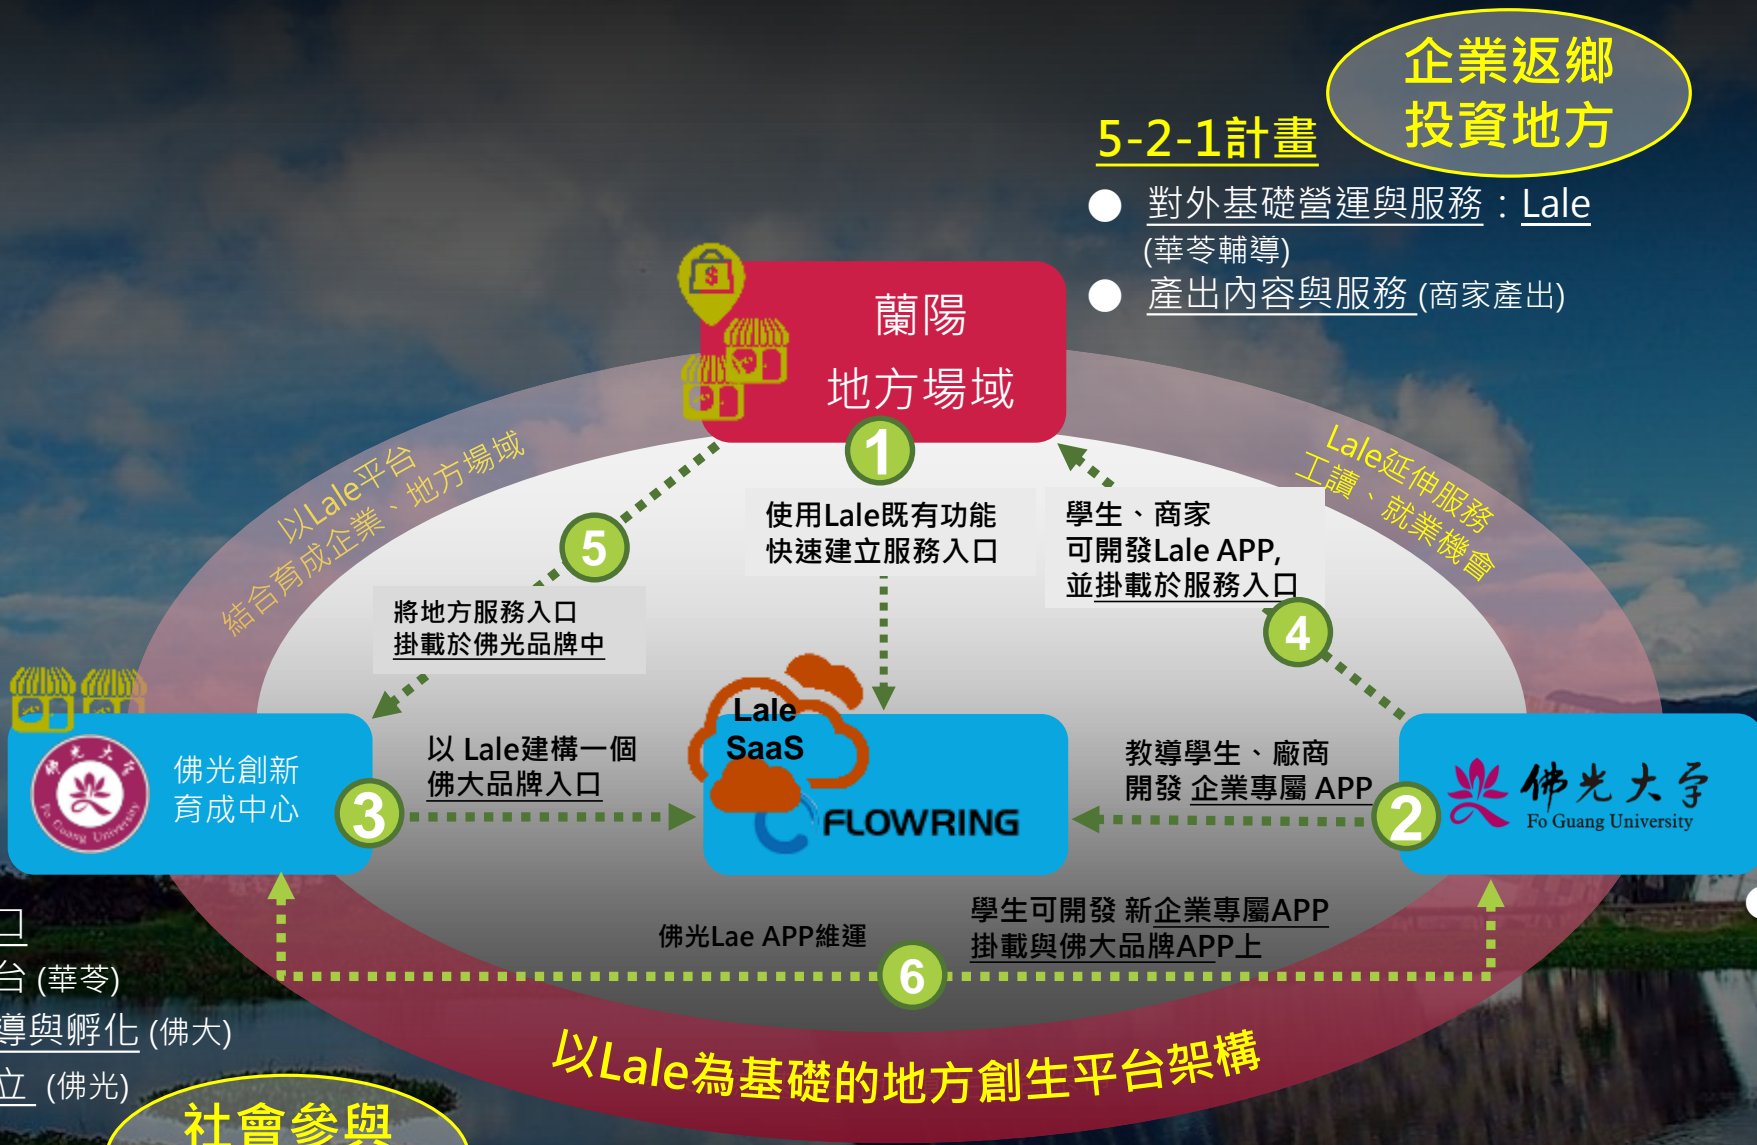 企業返鄉
投資地方
5-2-1計畫
● 對外基礎營運與服務：Lale
(華苓輔導)
● 產出內容與服務 (商家產出)
$
蘭陽
地方場域
以Lale平台
結合育成企業、地方場域
Lale延伸服務
工讀、就業機會
1
使用Lale既有功能
快速建立服務入口
學生、商家
可開發Lale APP,
並掛載於服務入口
4
5
將地方服務入口
掛載於佛光品牌中
佛光大學
Fo Guang University
佛光創新
育成中心
3
以 Lale建構一個
佛大品牌入口
Lale
SaaS
FLOWRING
教導學生、廠商
開發 企業專屬 APP
2
佛光大学
Fo Guang University
佛光Lae APP維運
6
學生可開發 新企業專屬APP
掛載與佛大品牌APP上
口
台 (華苓)
導與孵化 (佛大)
立 (佛光)
以Lale為基礎的地方創生平台架構
社會參與